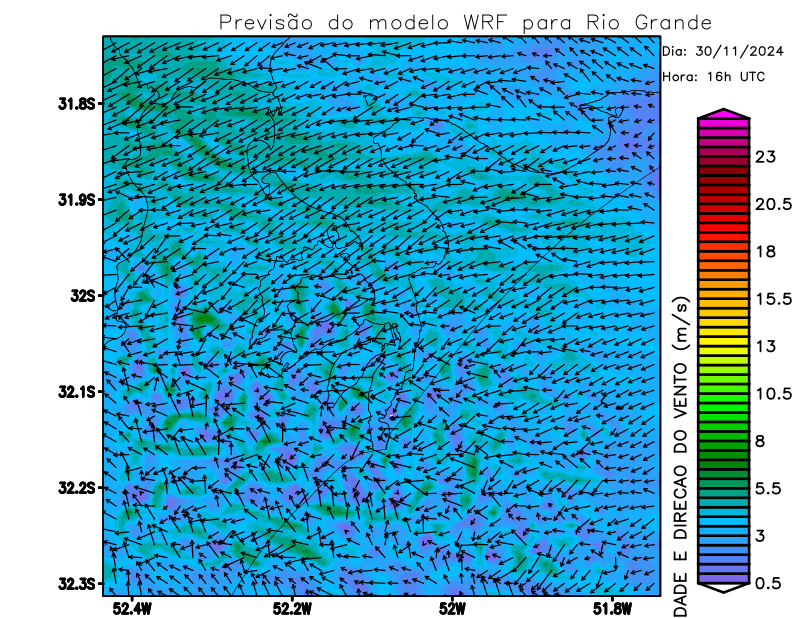 Previsão do modelo WRF para Rio Grande
Dia: 30/11/2024
Hora: 16h UTC
31.8S
31.9S
32S
32.1S
32.2S
32.3S
52.4W
52.2W
52W
51.8W
23
20.5
18
15.5
13
10.5
8
5.5
3
0.5
DADE E DIRECAO DO VENTO (m/s)